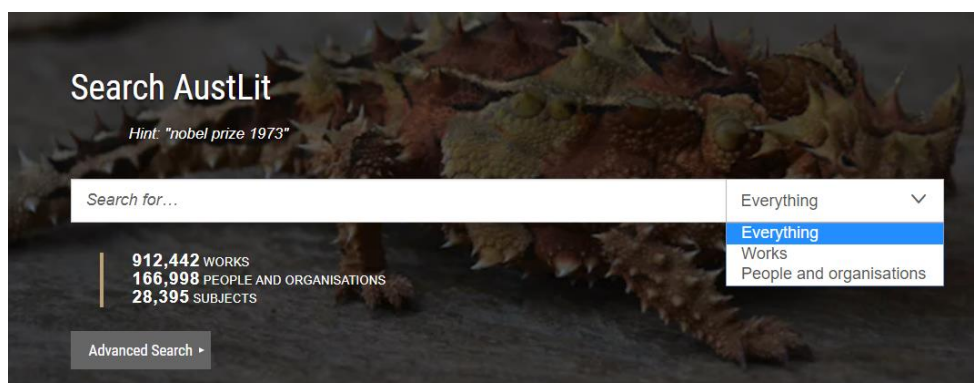 Search AustLit
Hint: "nobel prize 1973"
Search for...
Everything
Everything
Works
People and organisations
912,442 WORKS
166,998 PEOPLE AND ORGANISATIONS
28,395 SUBJECTS
Advanced Search ▸